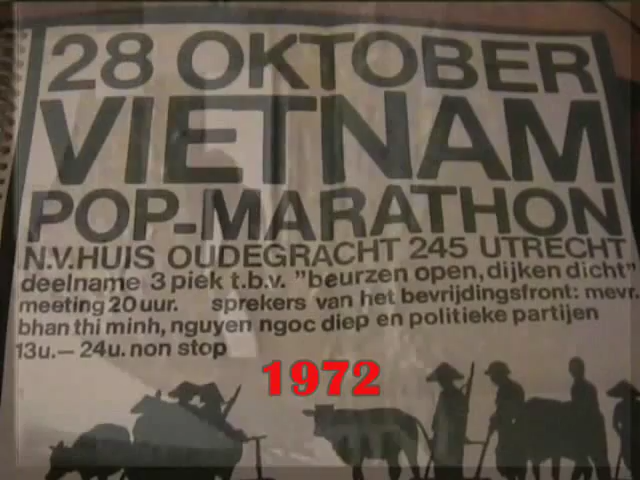 28 OKTOBER
VIETNAM
POP-MARATHON
N.V.HUIS OUDEGRACHT 245 UTRECHT
deelname 3 piek t.b.v. "beurzen open, dijken dicht"
meeting 20 uur. sprekers van het bevrijdingsfront: mevr.
bhan thi minh, nguyen ngoc diep en politieke partijen
13u.— 24u. non stop
1972